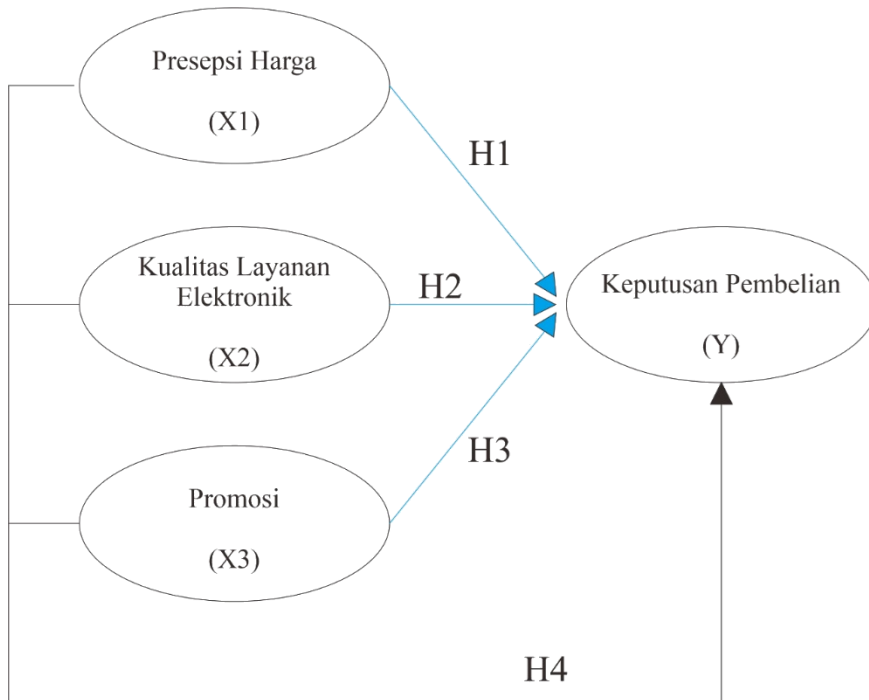 Presepsi Harga
(X1)
H1
Kualitas Layanan
Elektronik
(X2)
H2
Keputusan Pembelian
(Y)
H3
Promosi
(X3)
H4